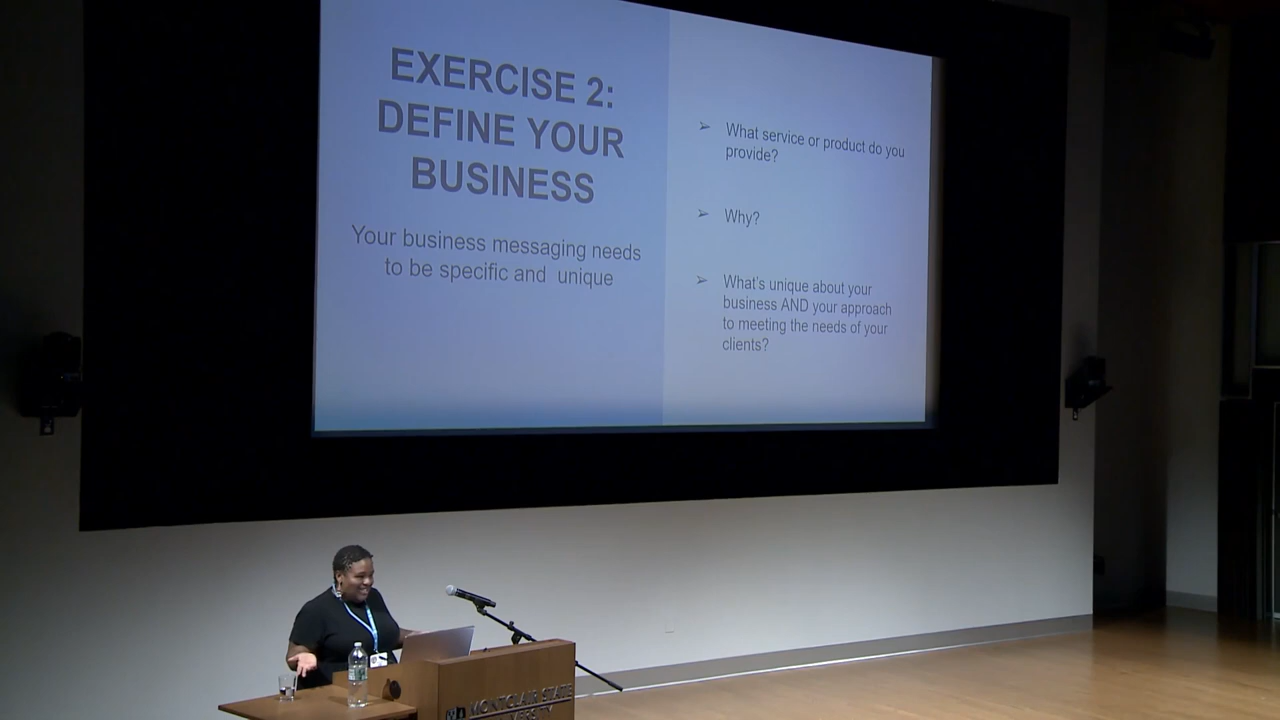 EXERCISE 2:
DEFINE YOUR
BUSINESS
Your business messaging needs
to be specific and unique
➢ What service or product do you
provide?
➢ Why?
➢ What's unique about your
business AND your approach
to meeting the needs of your
clients?
MONTCLAIR STATE